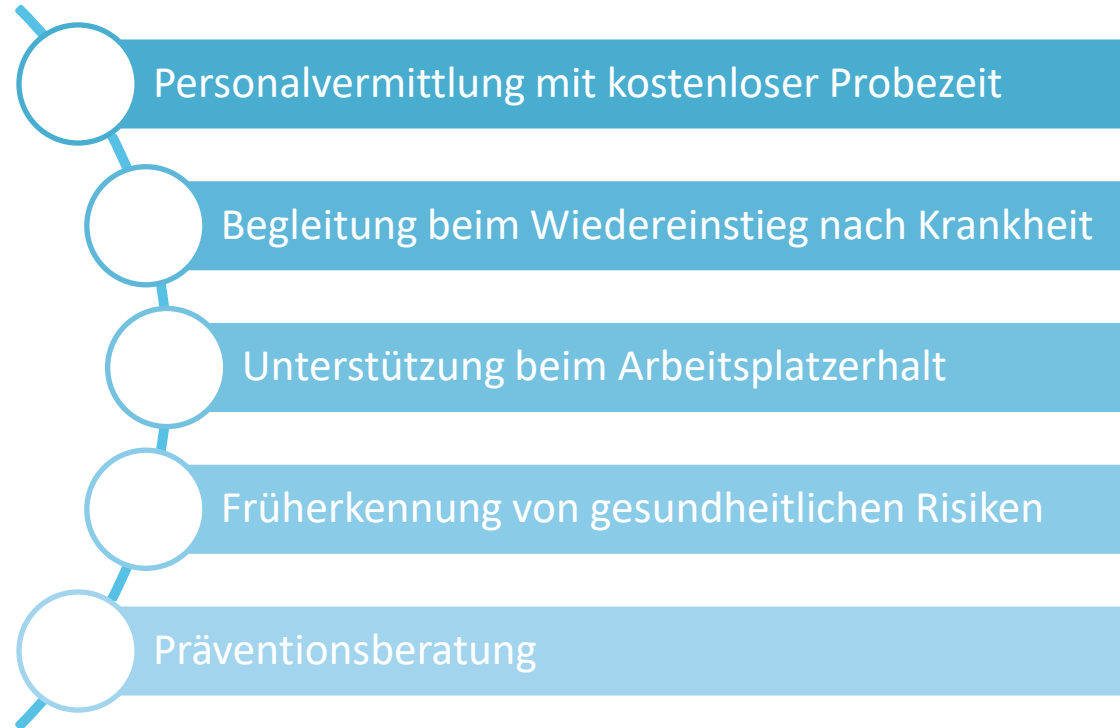 Personalvermittlung mit kostenloser Probezeit
Begleitung beim Wiedereinstieg nach Krankheit
Unterstützung beim Arbeitsplatzerhalt
Früherkennung von gesundheitlichen Risiken
Präventionsberatung